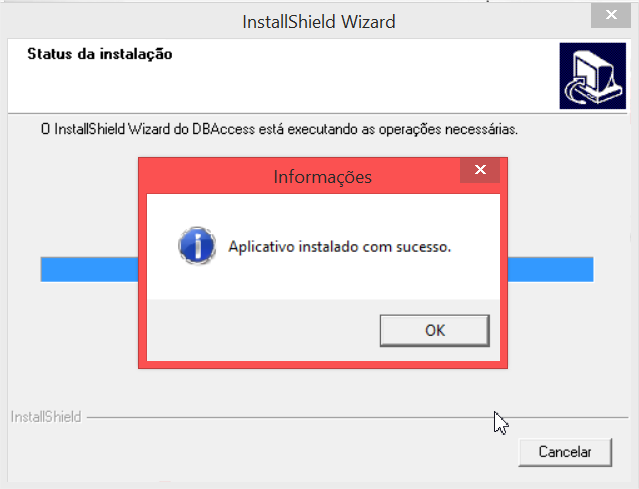 InstallShield Wizard
Status da instalação
O InstallShield Wizard do DBAccess está executando as operações necessárias.
Informações
Aplicativo instalado com sucesso.
OK
InstallShield
Cancelar